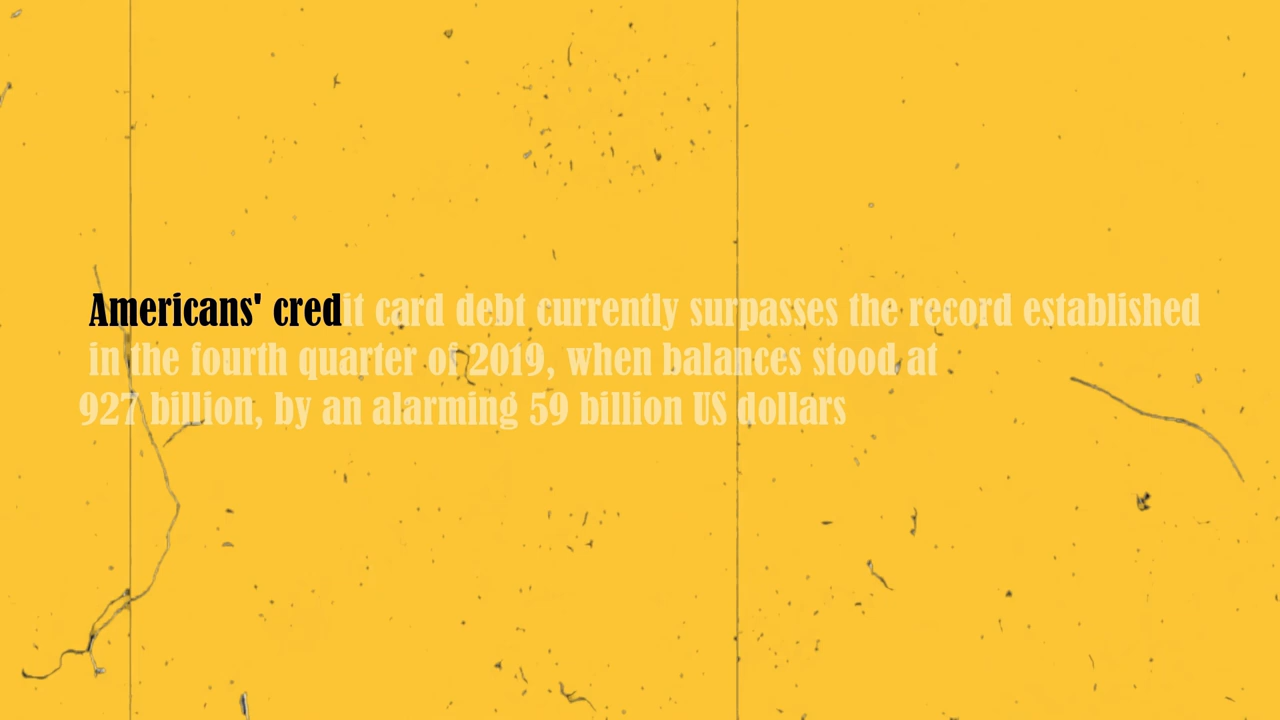 Americans' credit card debt currently surpasses the record established
in the fourth quarter of 2019, when balances stood at
927 billion, by an alarming 59 billion US dollars